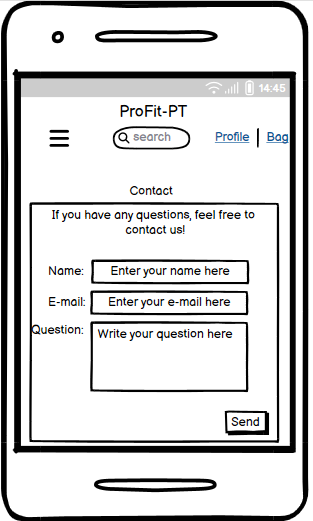 14:45
ProFit-PT
search
Profile
Bag
Contact
If you have any questions, feel free to
contact us!
Name: Enter your name here
E-mail: Enter your e-mail here
Question: Write your question here
Send